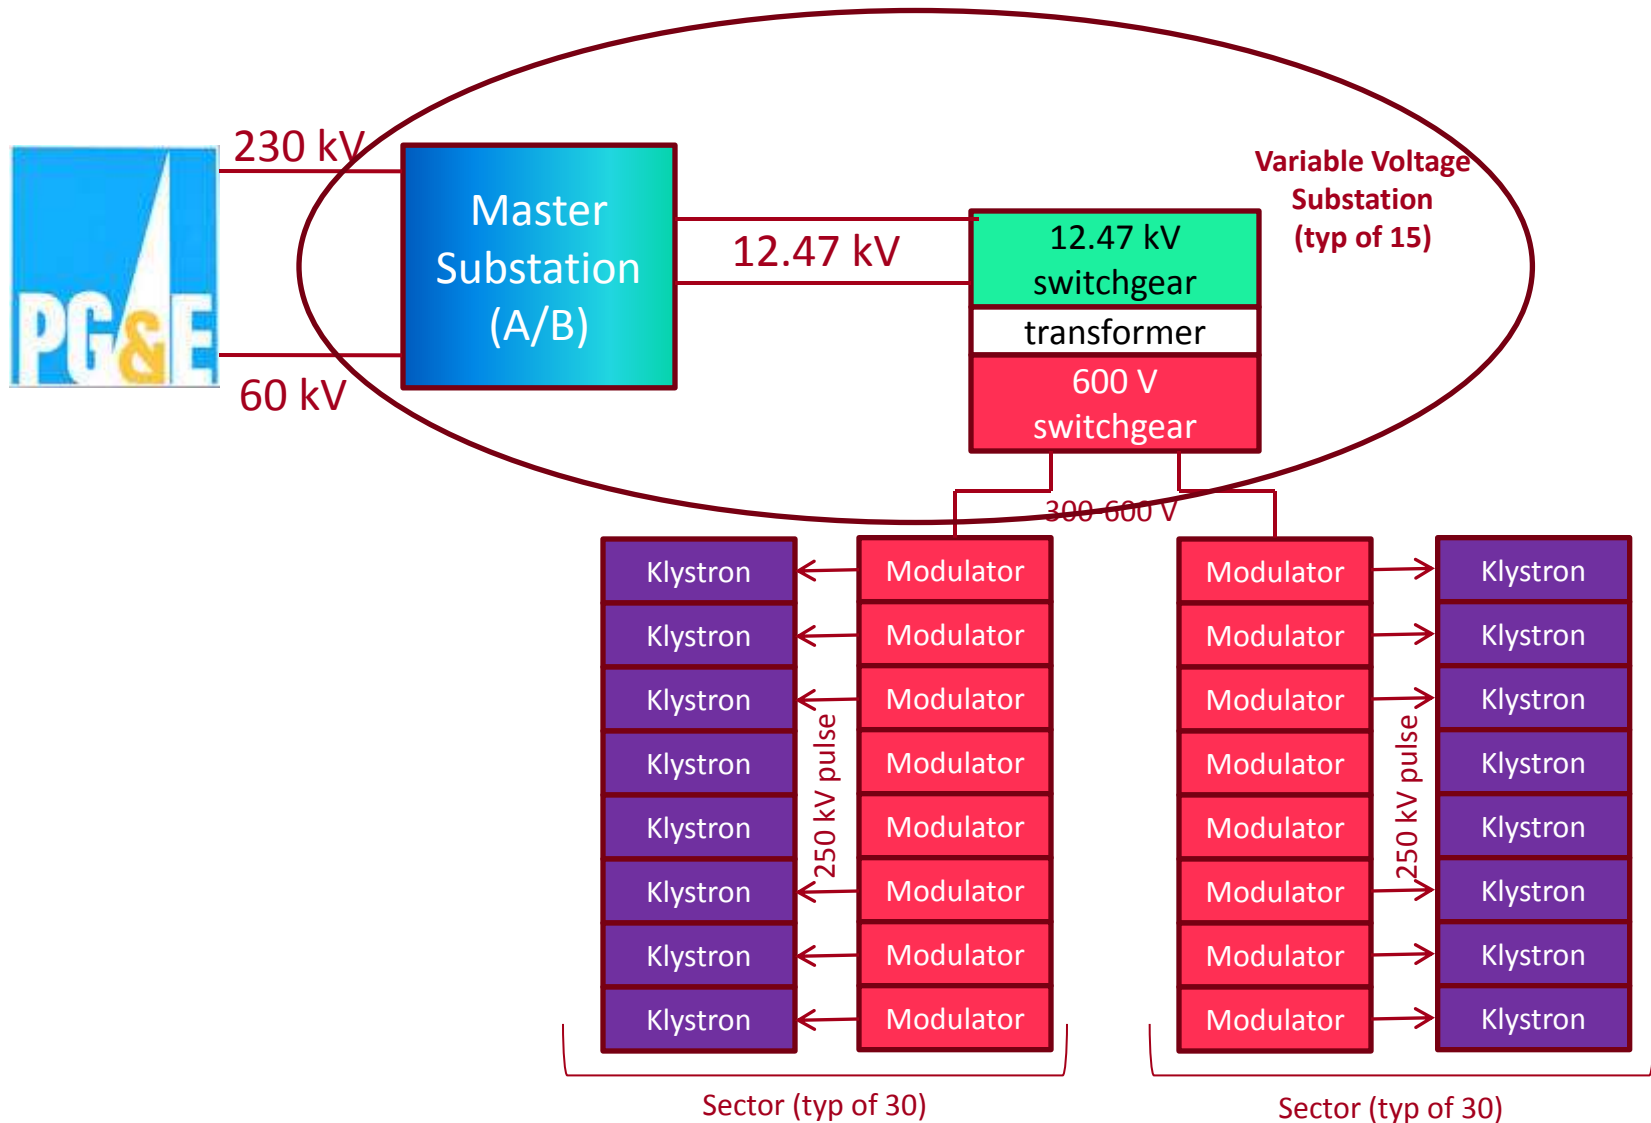 PG&E
230 kV
60 kV
Master
Substation
(A/B)
12.47 kV
Variable Voltage
Substation
(typ of 15)
12.47 kV
switchgear
transformer
600 V
switchgear
300-600 V
Klystron
Klystron
Klystron
Klystron
Klystron
Klystron
Klystron
Klystron
250 kV pulse
Modulator
Modulator
Modulator
Modulator
Modulator
Modulator
Modulator
Modulator
Sector (typ of 30)
Modulator
Modulator
Modulator
Modulator
Modulator
Modulator
Modulator
Modulator
250 kV pulse
Klystron
Klystron
Klystron
Klystron
Klystron
Klystron
Klystron
Klystron
Sector (typ of 30)